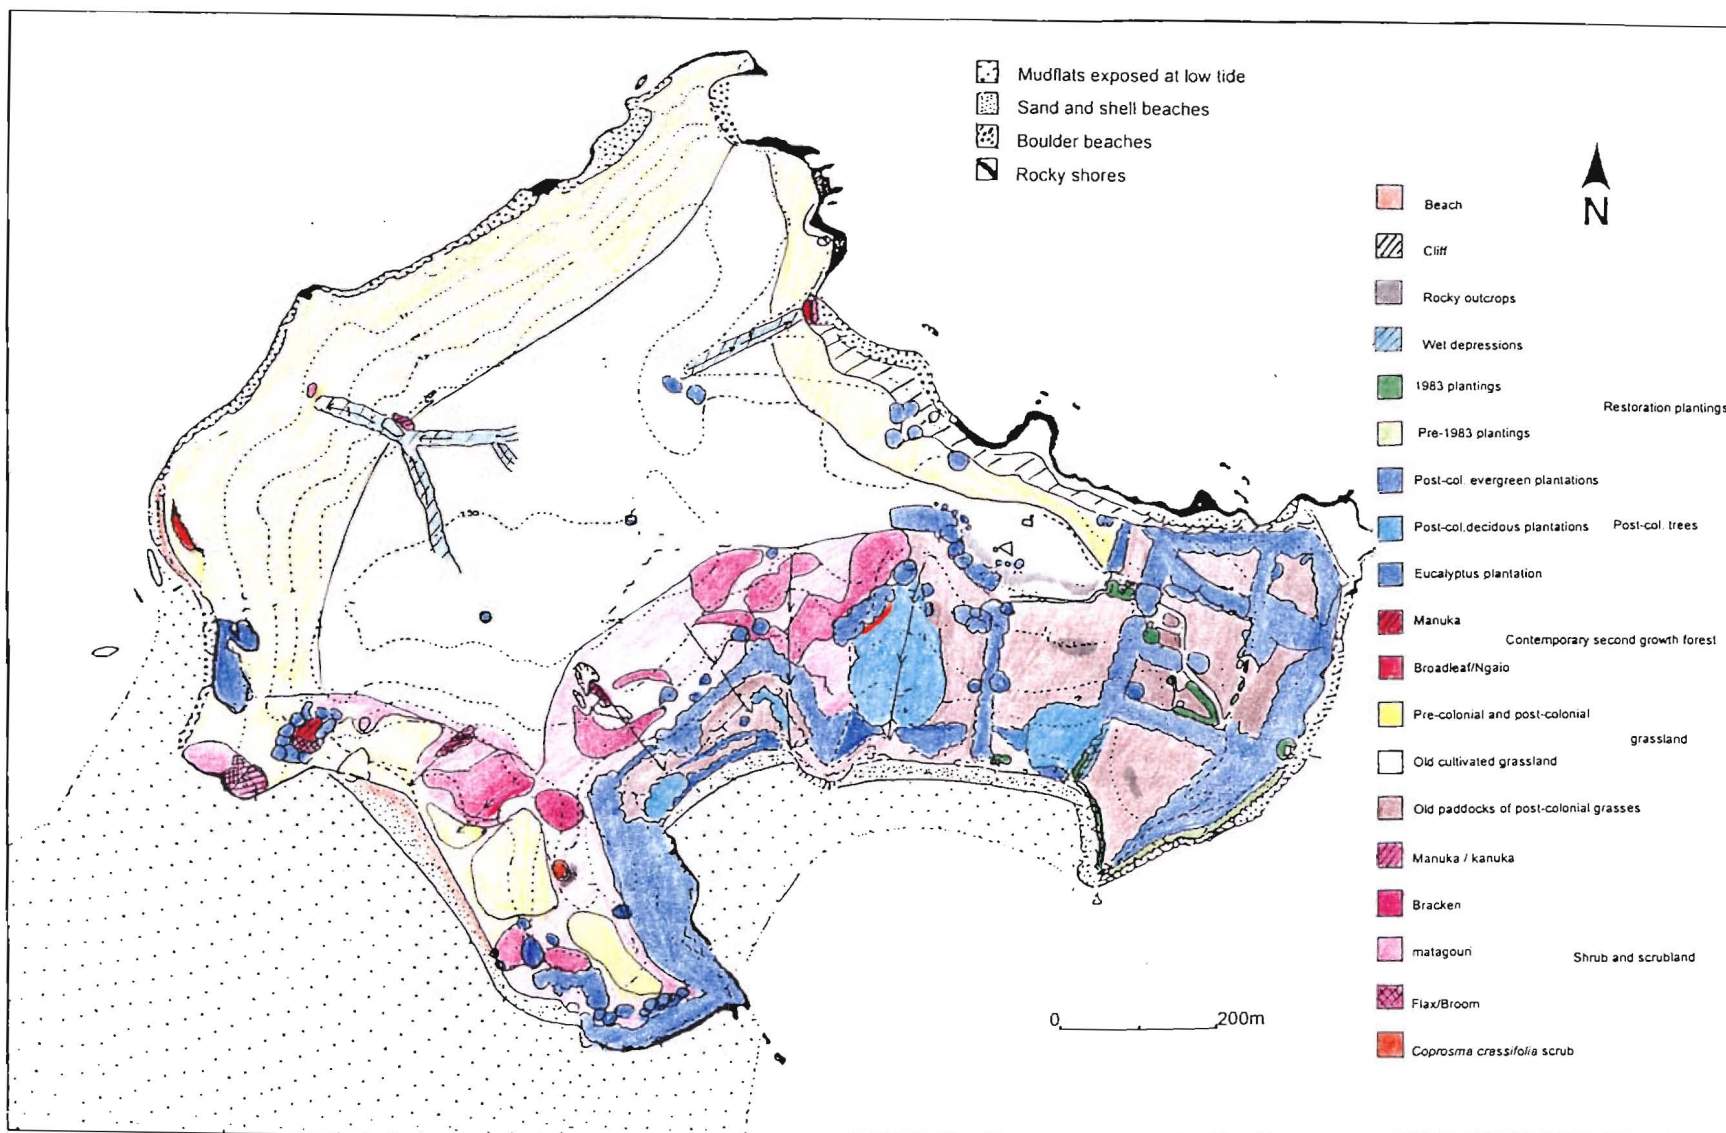 Mudflats exposed at low tide
Sand and shell beaches
Boulder beaches
Rocky shores
N
Beach
Cliff
Rocky outcrops
Wet depressions
1983 plantings
Restoration plantings
Pre-1983 plantings
Post-col. evergreen plantations
Post-col.decidous plantations
Post-col. trees
Eucalyptus plantation
Manuka
Contemporary second growth forest
Broadleaf/Ngaio
Pre-colonial and post-colonial
grassland
Old cultivated grassland
Old paddocks of post-colonial grasses
Manuka / kanuka
Bracken
matagouri
Shrub and scrubland
Flax/Broom
Coprosma crassifolia scrub
0 200m